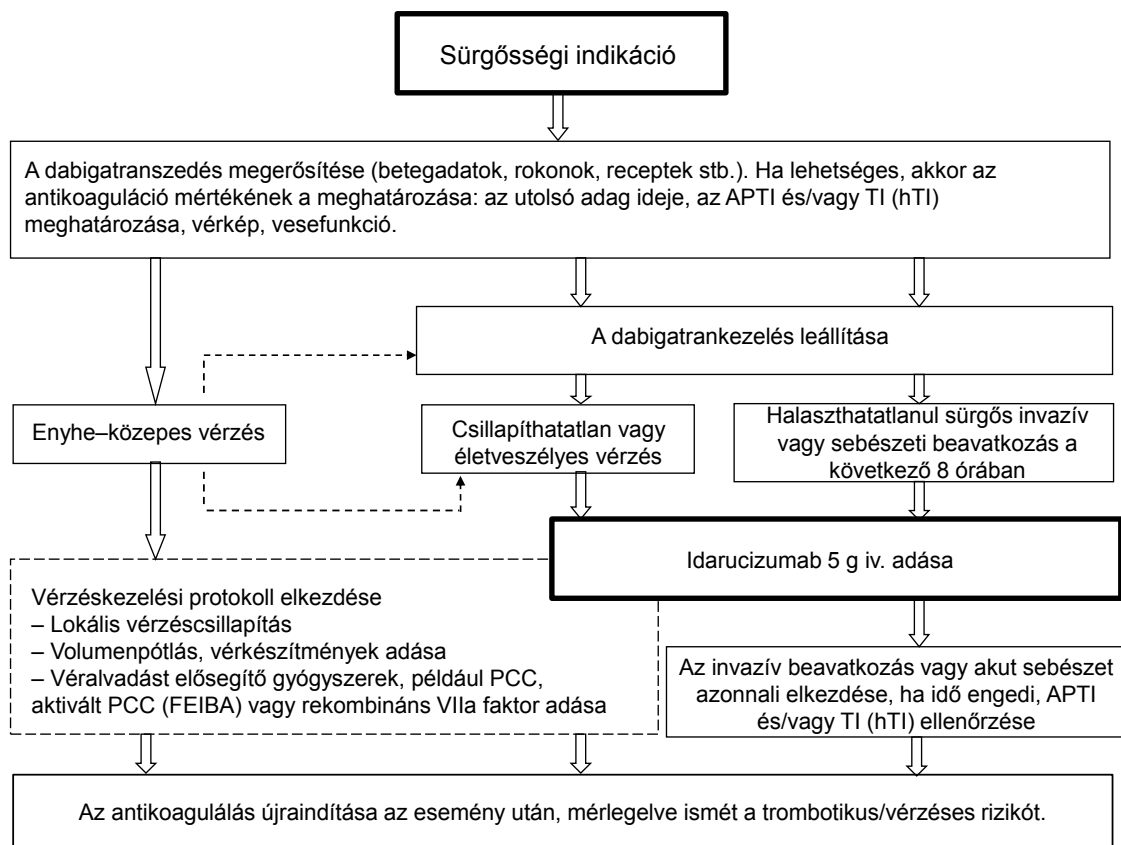 Sürgősségi indikáció
A dabigatranszedés megerősítése (betegadatok, rokonok, receptek stb.). Ha lehetséges, akkor az
antikoaguláció mértékének a meghatározása: az utolsó adag ideje, az APTI és/vagy TI (hTI)
meghatározása, vérkép, vesefunkció.
A dabigatrankezelés leállítása
Enyhe–közepes vérzés
Csillapíthatatlan vagy
életveszélyes vérzés
Halaszthatatlanul sürgős invazív
vagy sebészeti beavatkozás a
következő 8 órában
Idarucizumab 5 g iv. adása
Vérzéskezelési protokoll elkezdése
– Lokális vérzéscsillapítás
– Volumenpótlás, vérkészítmények adása
– Véralvadást elősegítő gyógyszerek, például PCC,
aktivált PCC (FEIBA) vagy rekombináns VIIa faktor adása
Az invazív beavatkozás vagy akut sebészet
azonnali elkezdése, ha idő engedi, APTI
és/vagy TI (hTI) ellenőrzése
Az antikoagulálás újraindítása az esemény után, mérlegelve ismét a trombotikus/vérzéses rizikót.